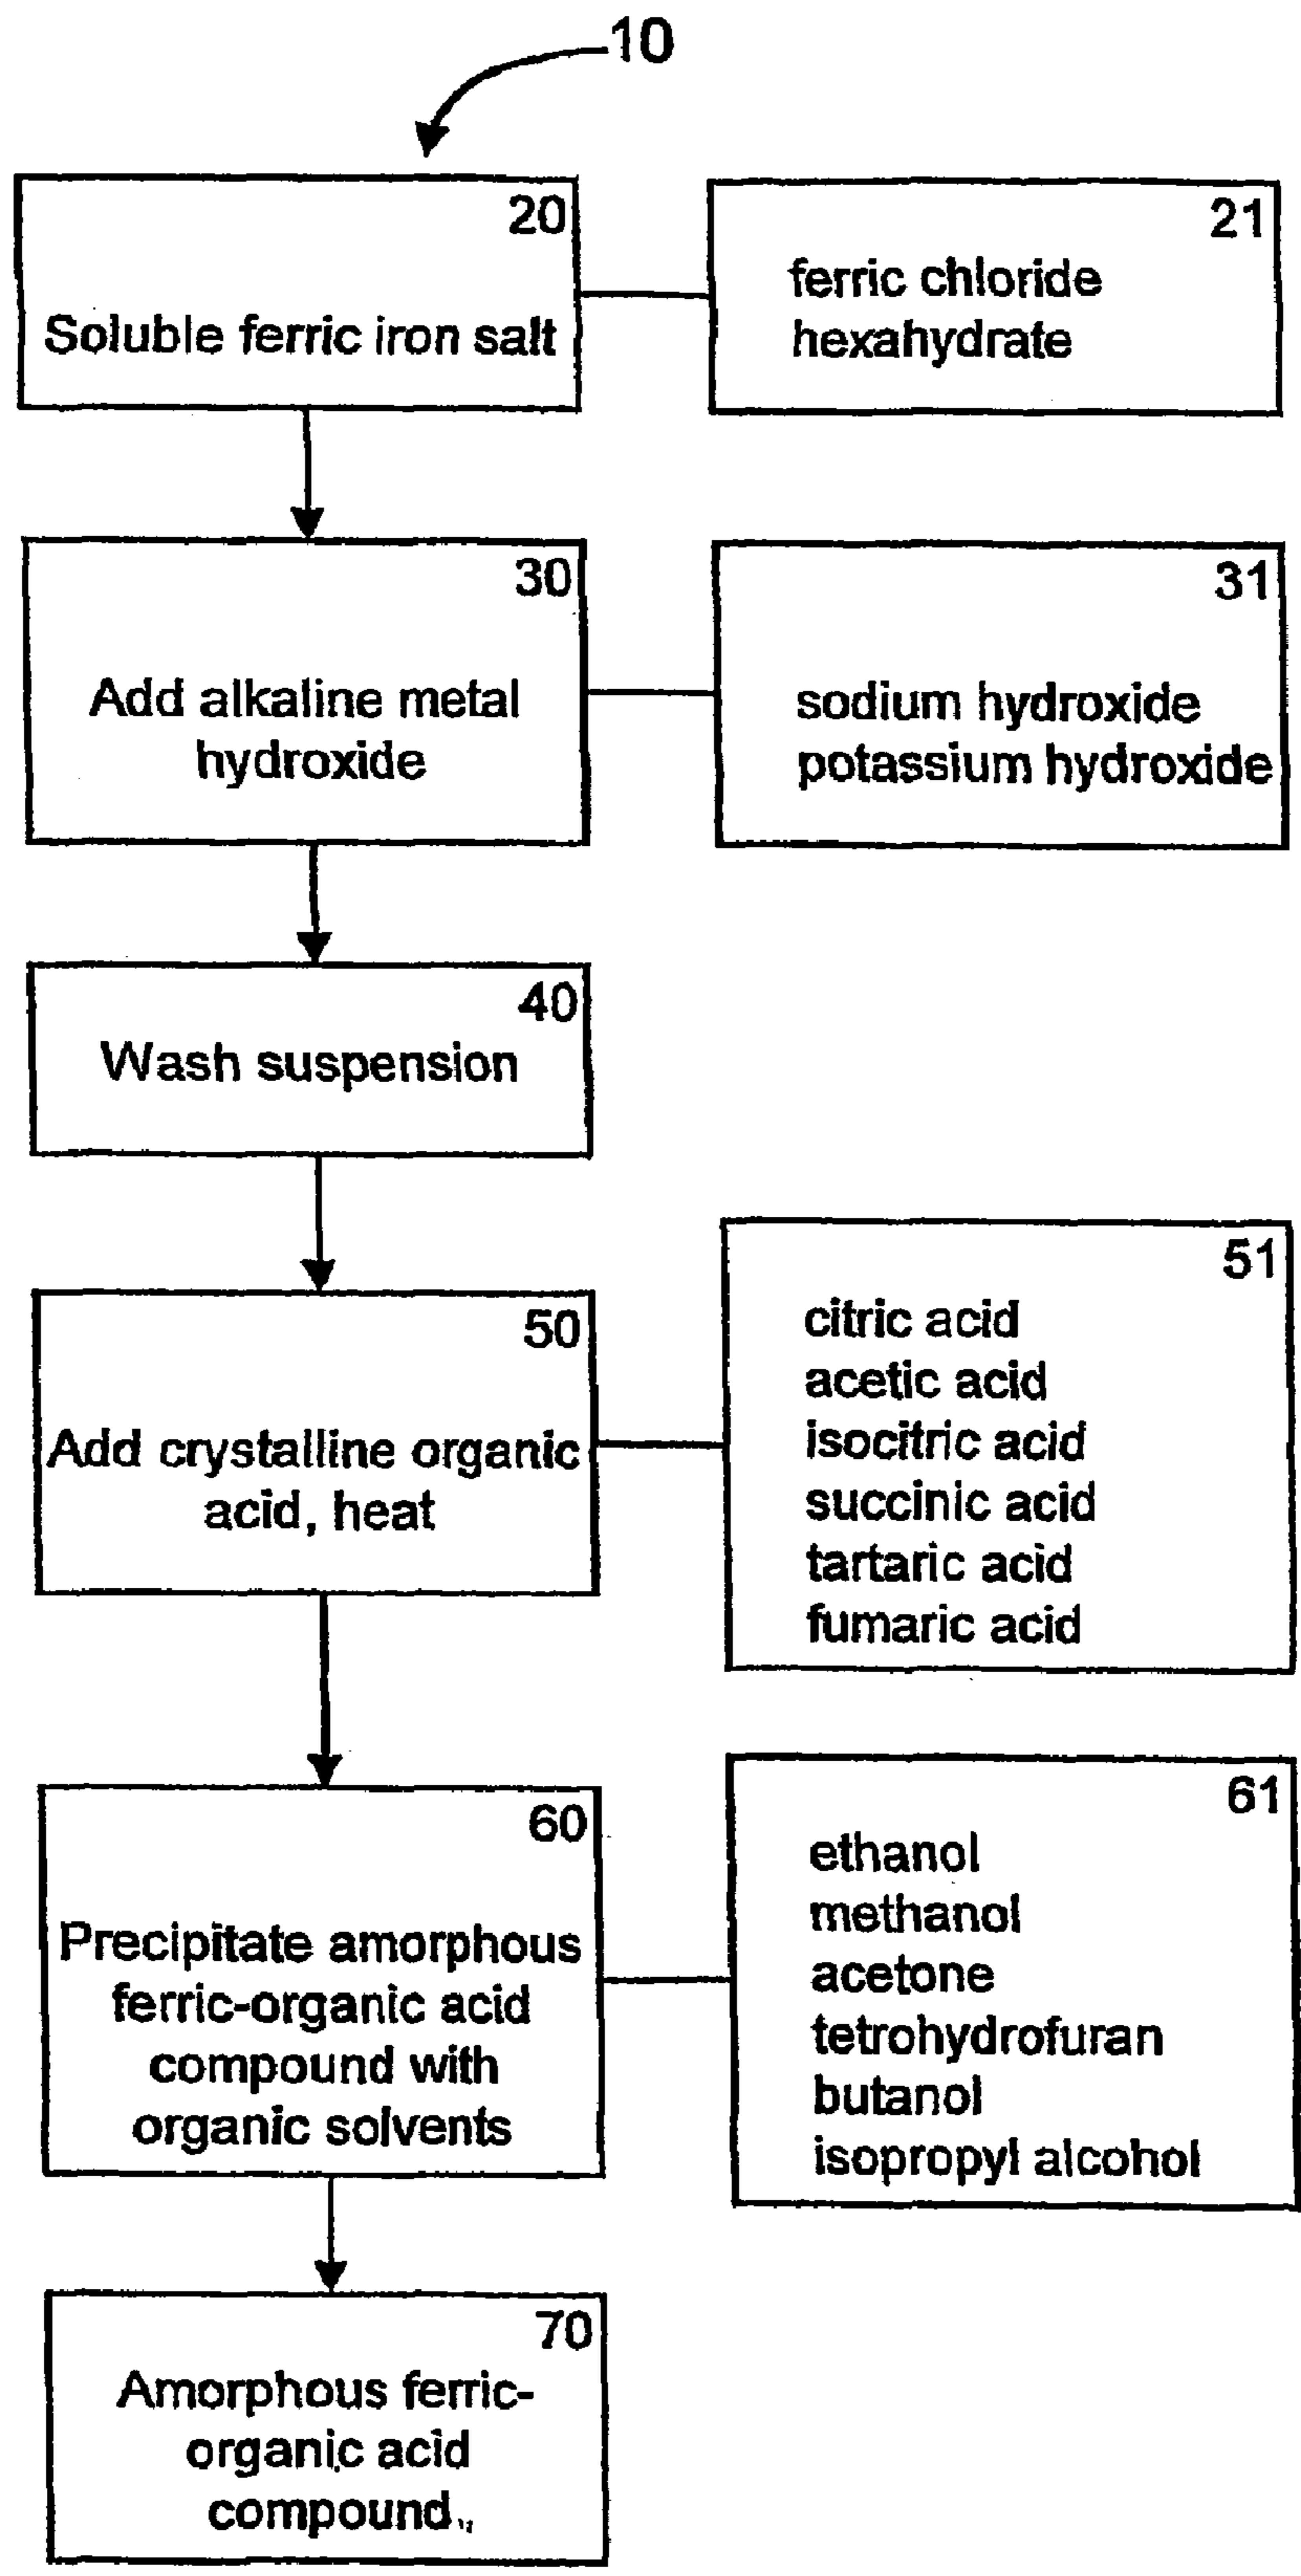 10
20
Soluble ferric iron salt
21
ferric chloride
hexahydrate
30
Add alkaline metal
hydroxide
31
sodium hydroxide
potassium hydroxide
40
Wash suspension
50
Add crystalline organic
acid, heat
51
citric acid
acetic acid
isocitric acid
succinic acid
tartaric acid
fumaric acid
60
Precipitate amorphous
ferric-organic acid
compound with
organic solvents
61
ethanol
methanol
acetone
tetrohydrofuran
butanol
isopropyl alcohol
70
Amorphous ferric-
organic acid
compound